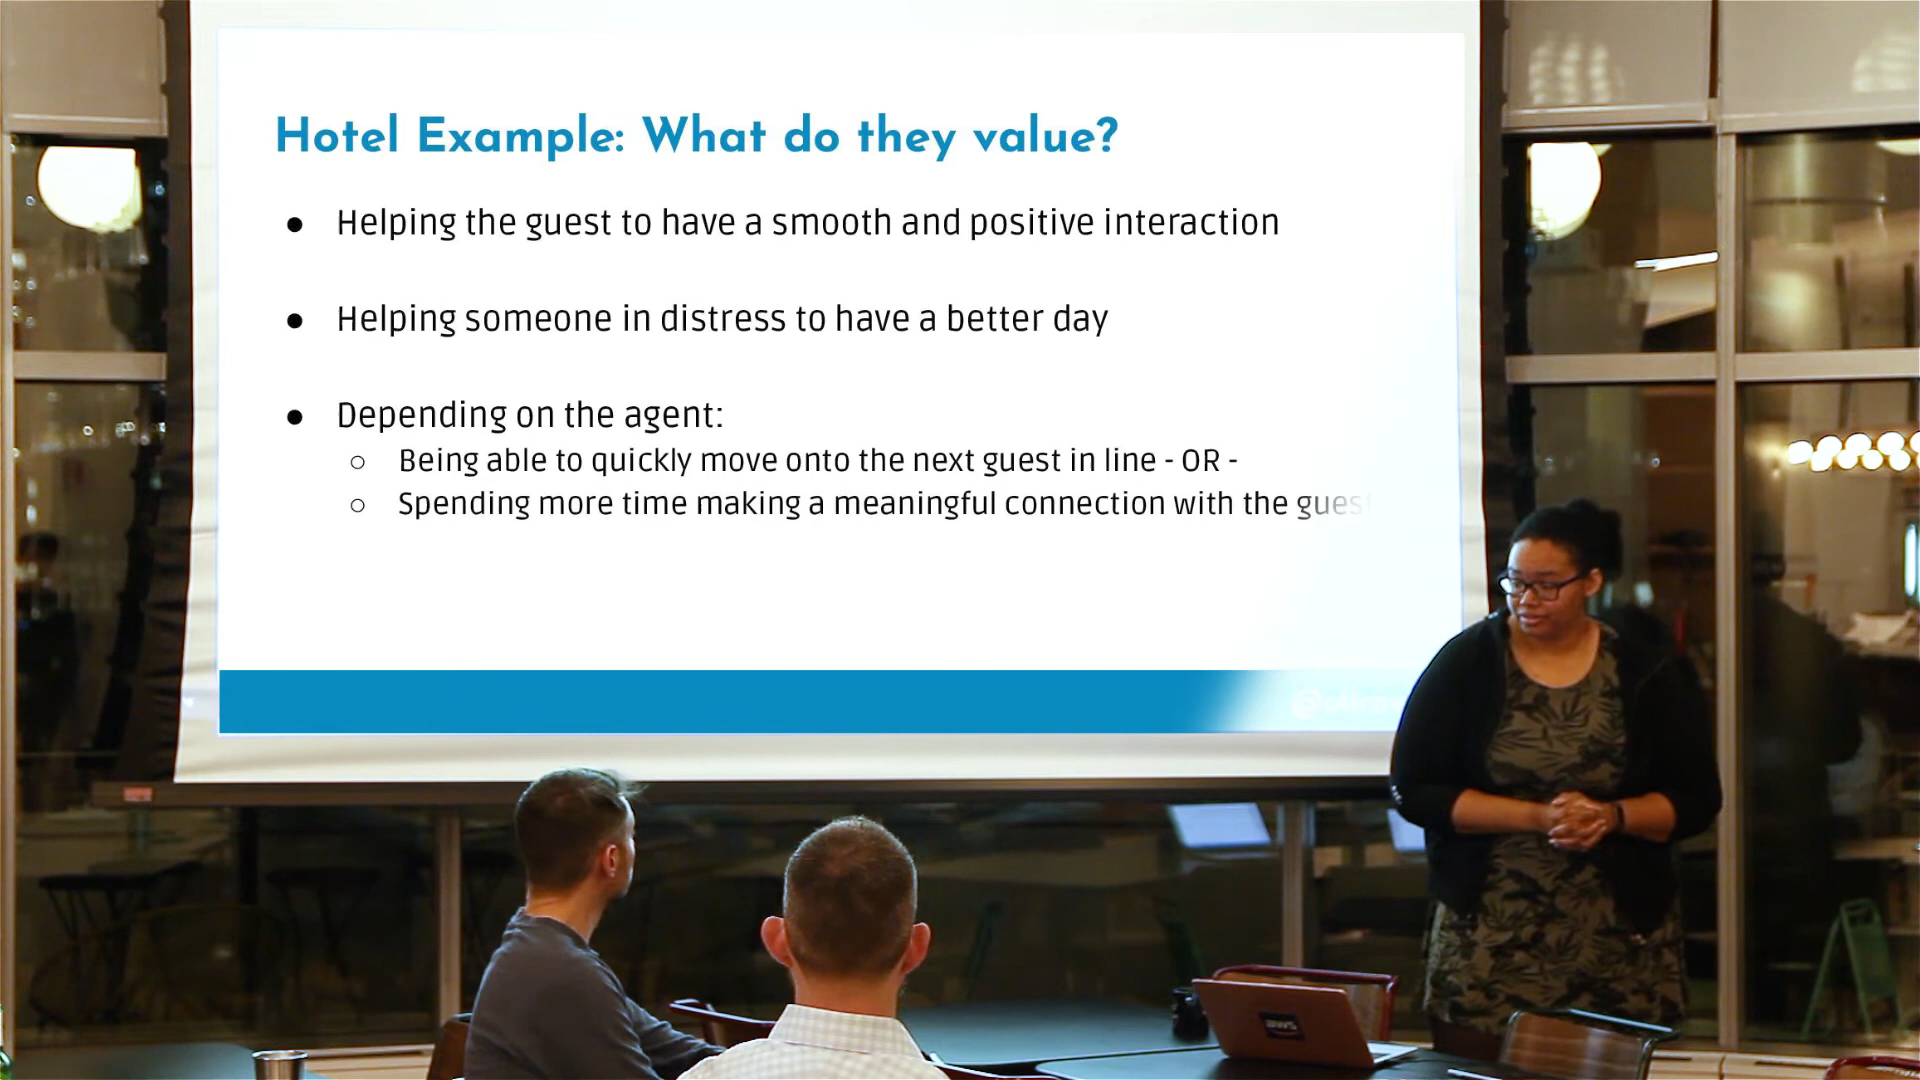 Hotel Example: What do they value?
● Helping the guest to have a smooth and positive interaction
● Helping someone in distress to have a better day
● Depending on the agent:
○ Being able to quickly move onto the next guest in line - OR -
○ Spending more time making a meaningful connection with the gues
aws